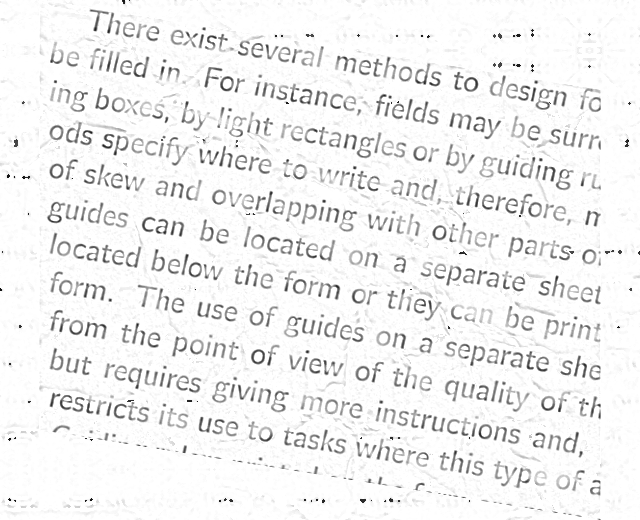 There exist several methods to design fo
be filled in. For instance, fields may be surr
ing boxes, by light rectangles or by guiding ru
ods specify where to write and, therefore, m
of skew and overlapping with other parts o
guides can be located on a separate sheet
located below the form or they can be print
form. The use of guides on a separate she
from the point of view of the quality of th
but requires giving more instructions and,
restricts its use to tasks where this type of a